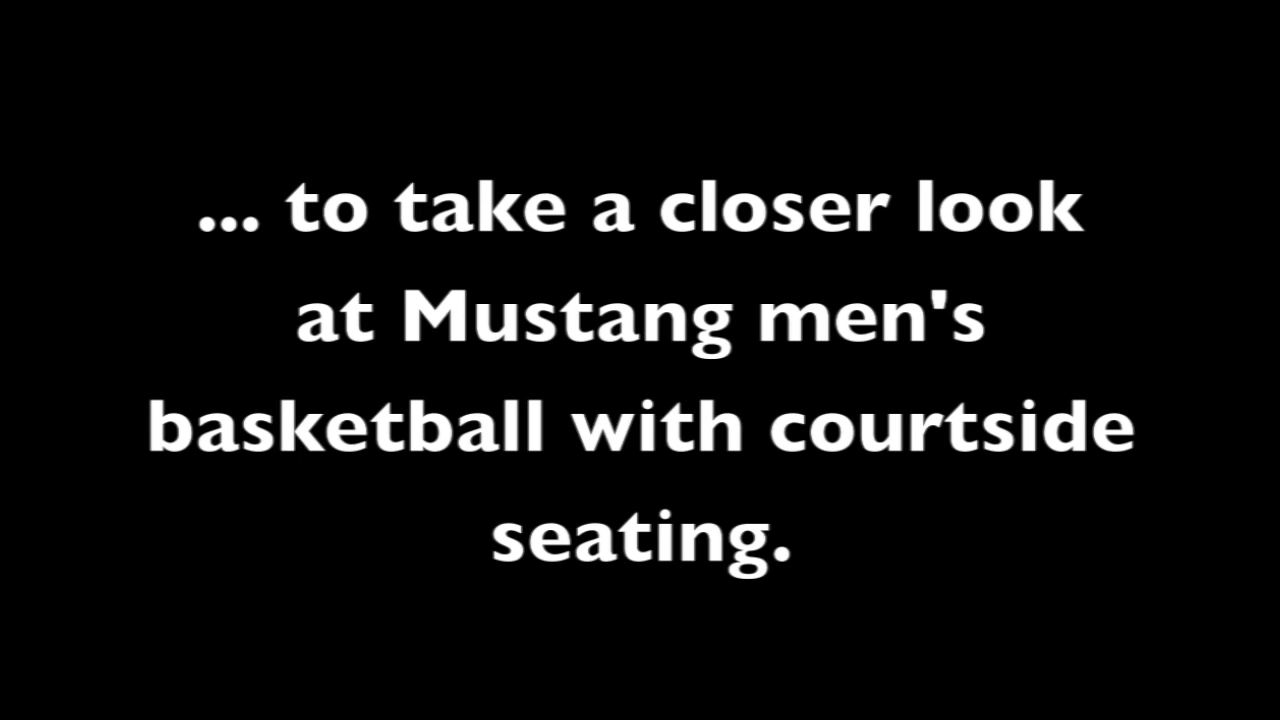 ... to take a closer look
at Mustang men's
basketball with courtside
seating.